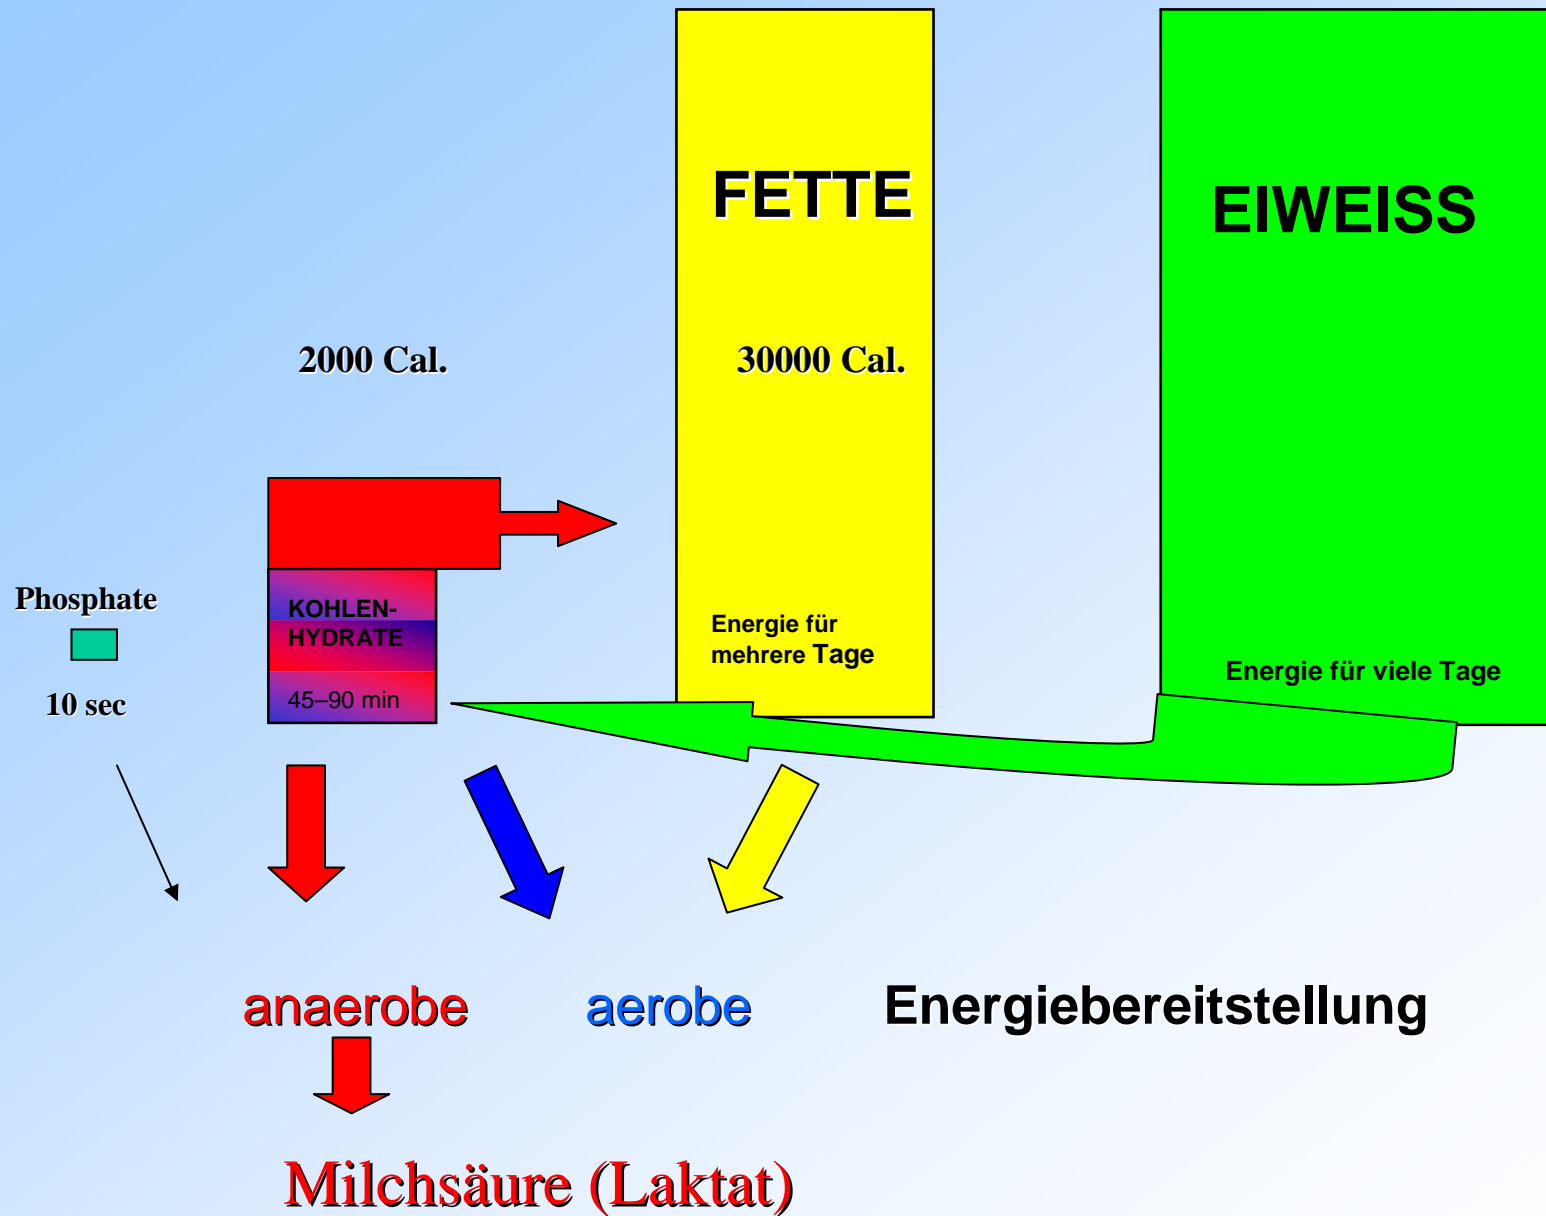 FETTE
EIWEISS
2000 Cal.
30000 Cal.
Phosphate
10 sec
KOHLEN-
HYDRATE
45–90 min
Energie für
mehrere Tage
Energie für viele Tage
anaerobe aerobe Energiebereitstellung
Milchsäure (Laktat)